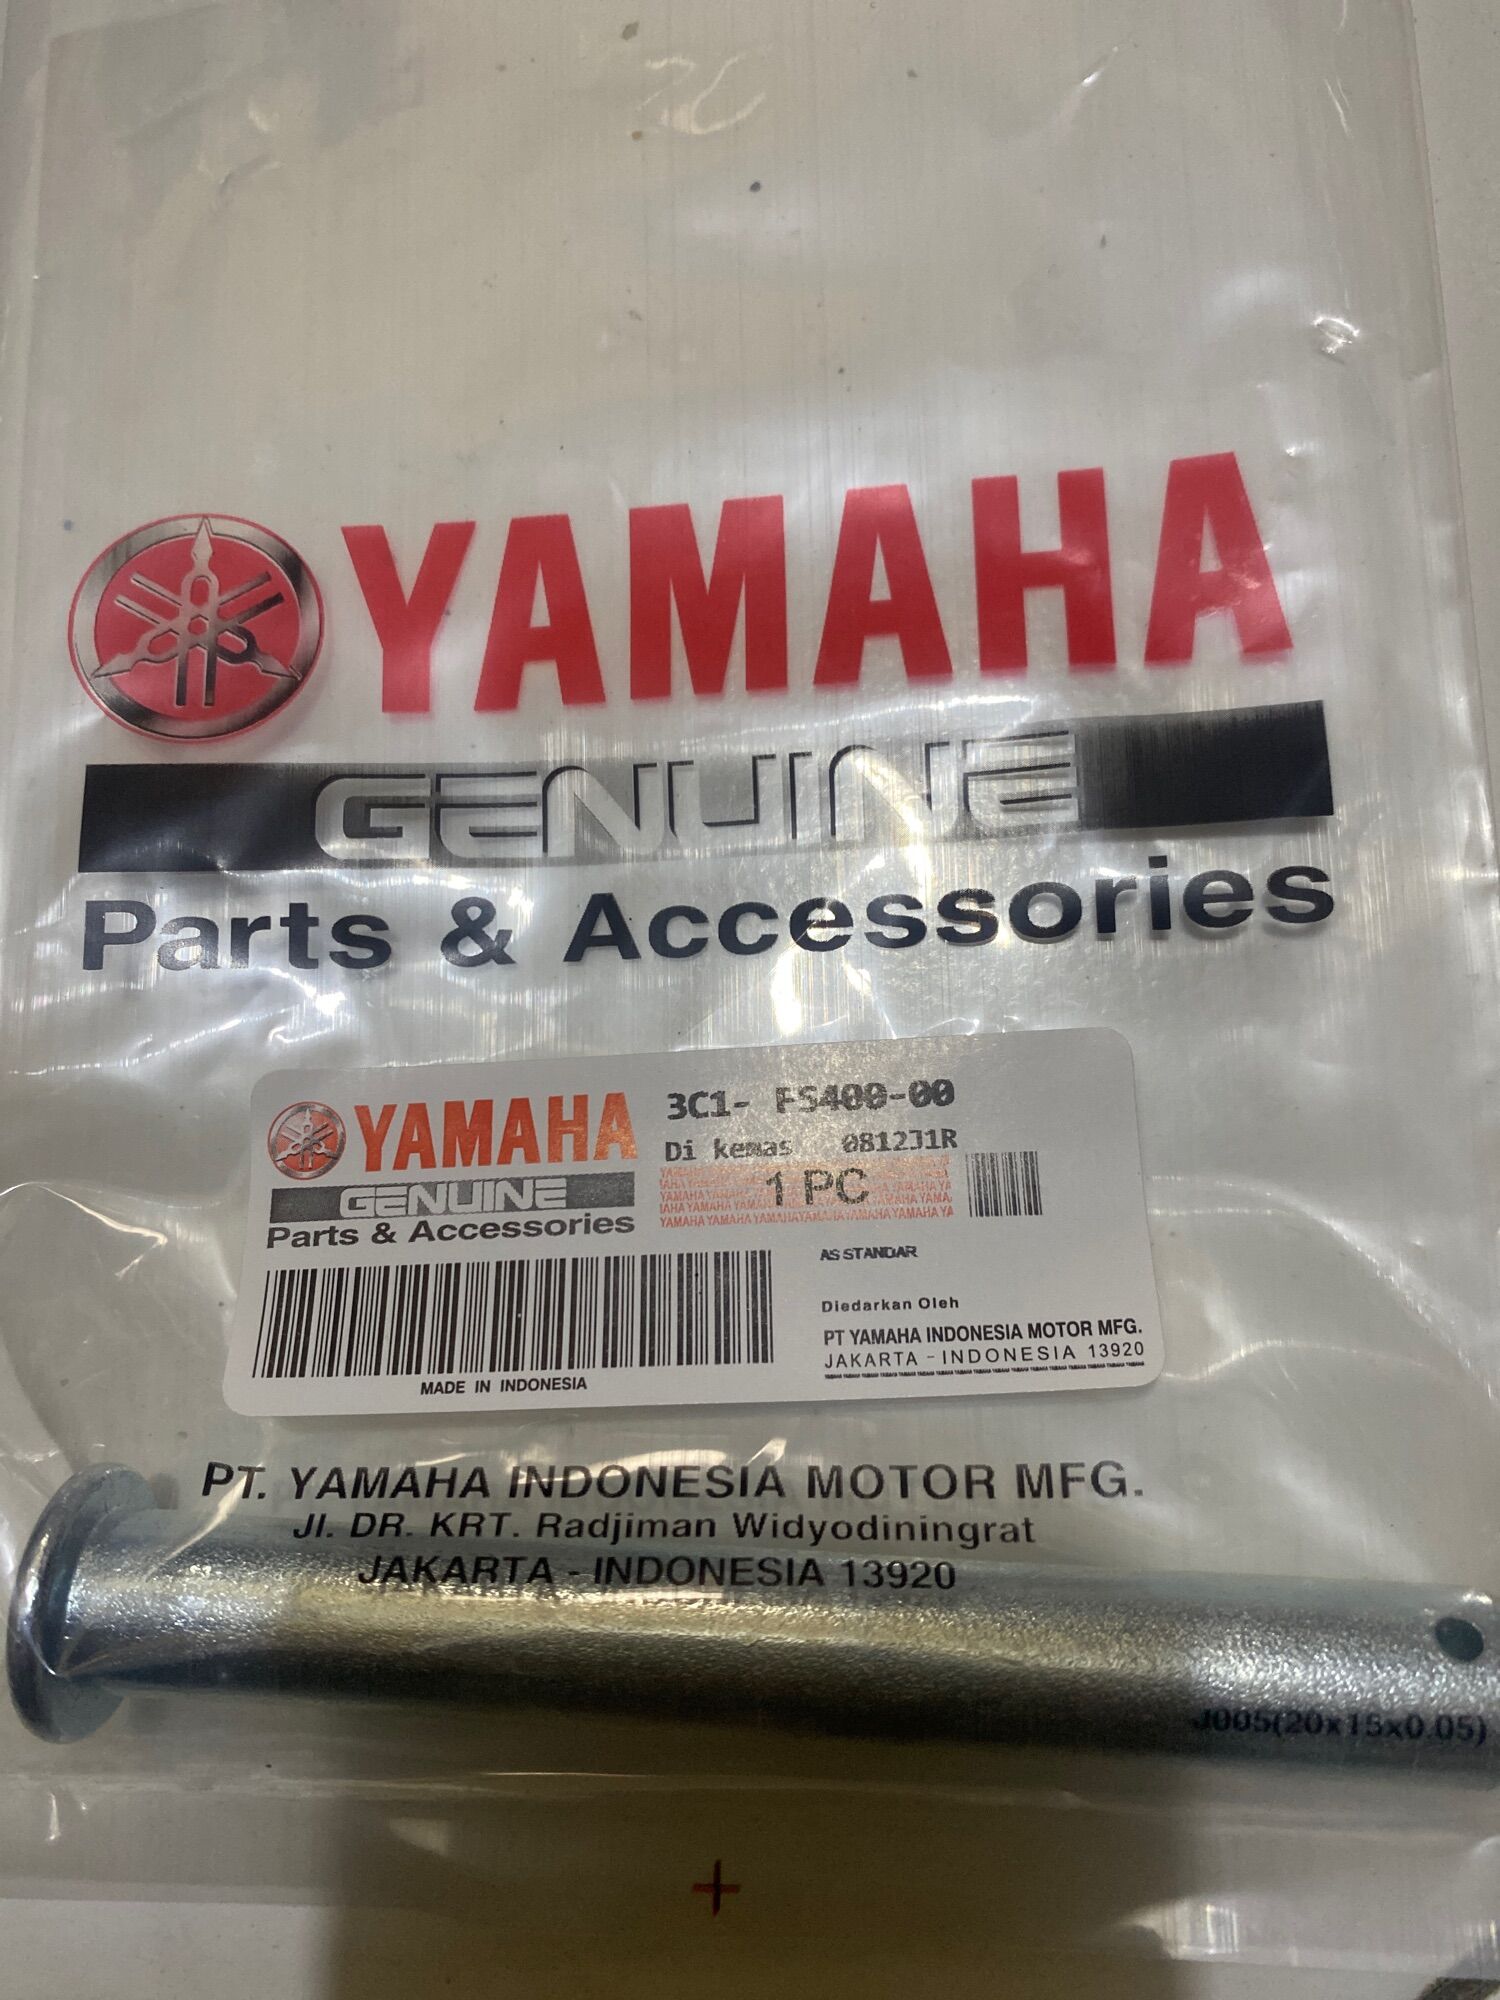 YAMAHA
GENUINE
Parts & Accessories
YAMAHA
GENUINE
Parts & Accessories
3C1- FS400-00
Di kemas 0812J1R
1 PC
AS STANDAR
Diedarkan Oleh
PT YAMAHA INDONESIA MOTOR MFG.
JAKARTA - INDONESIA 13920
MADE IN INDONESIA
PT. YAMAHA INDONESIA MOTOR MFG.
Jl. DR. KRT. Radjiman Widyodiningrat
JAKARTA - INDONESIA 13920
J005(20x15x0.05)